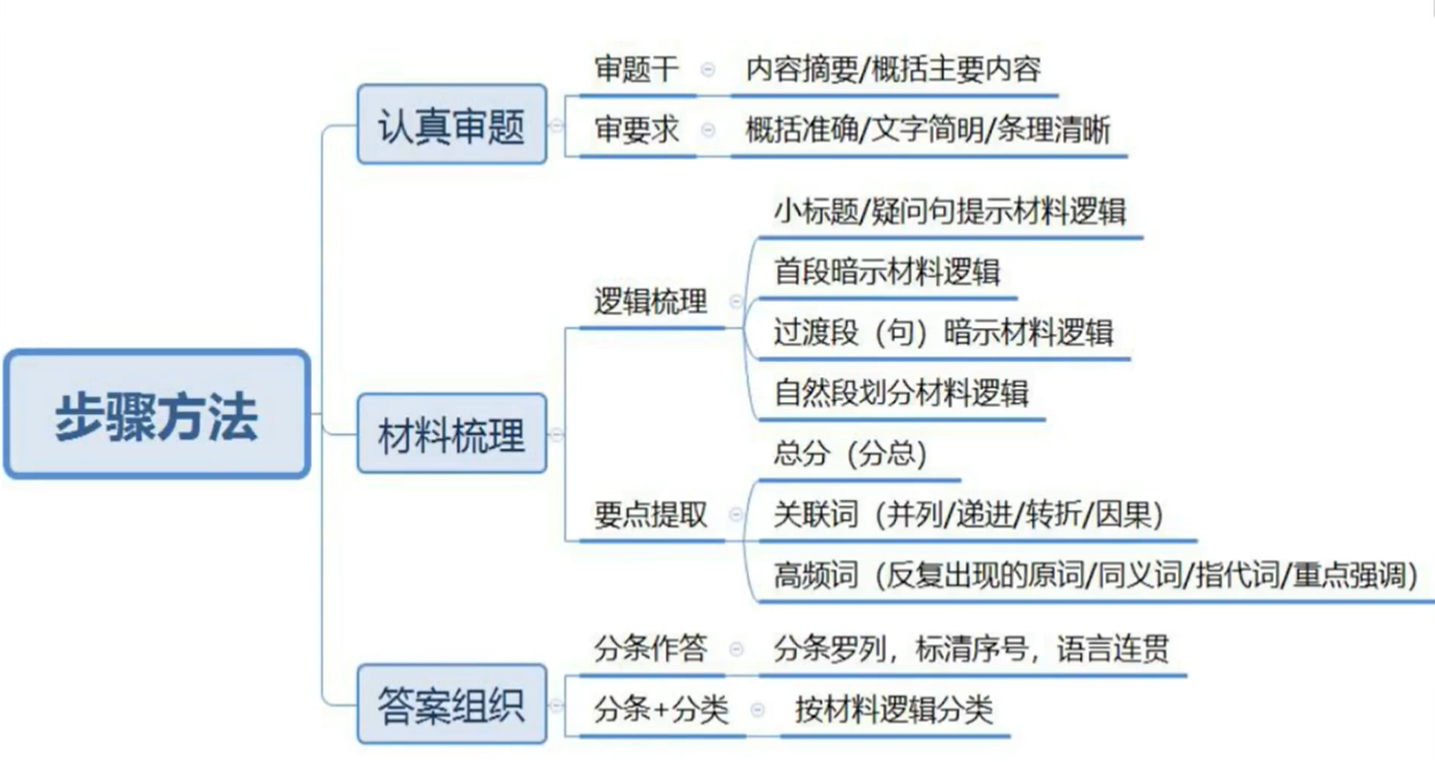 步骤方法
认真审题
审题干
内容摘要/概括主要内容
审要求
概括准确/文字简明/条理清晰
材料梳理
逻辑梳理
小标题/疑问句提示材料逻辑
首段暗示材料逻辑
过渡段（句）暗示材料逻辑
自然段划分材料逻辑
要点提取
总分（分总）
关联词（并列/递进/转折/因果）
高频词（反复出现的原词/同义词/指代词/重点强调）
答案组织
分条作答
分条罗列，标清序号，语言连贯
分条+分类
按材料逻辑分类